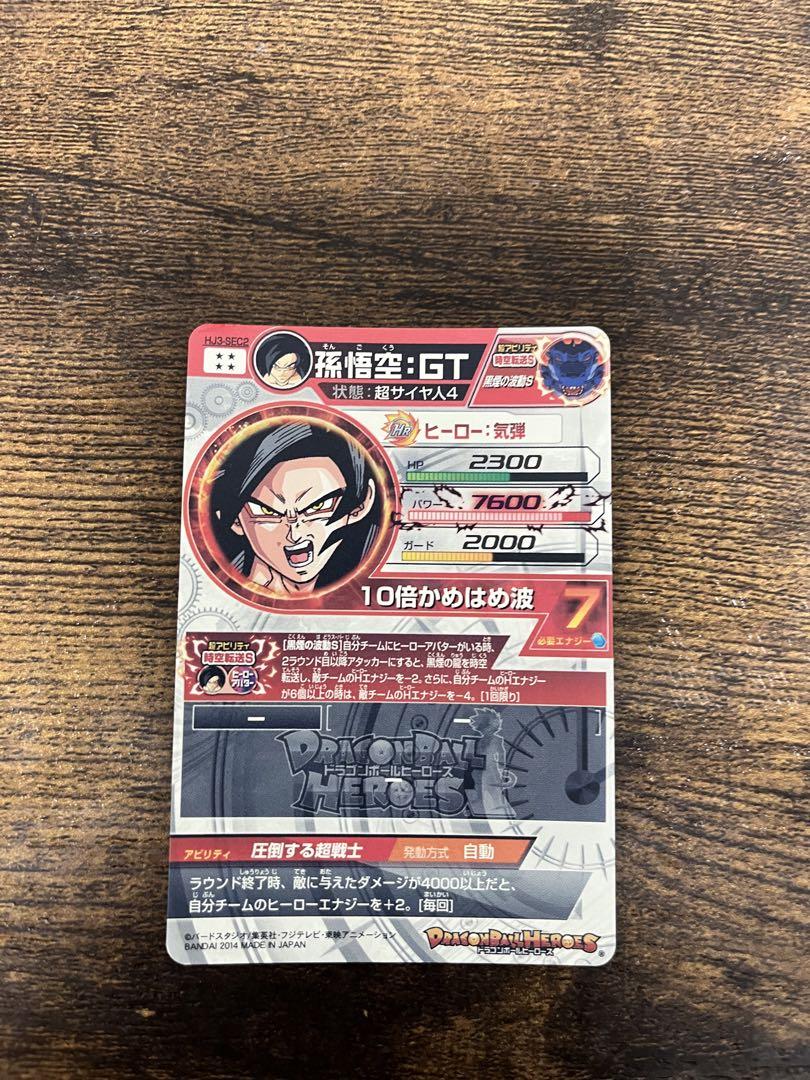 HJ3-SEC2
孫悟空:GT
そんごくう
状態:超サイヤ人4
超アビリティ
時空転送S
黒煙の波動S
HR ヒーロー:気弾
HP 2300
パワー 7600
ガード 2000
10倍かめはめ波
7
必要エナジー
超アビリティ
時空転送S
ヒーローアバター
[黒煙の波動S]自分チームにヒーローアバターがいる時、
2ラウンド目以降アタッカーにすると、黒煙の龍を時空
転送し、敵チームのHエナジーを-2。さらに、自分チームのHエナジー
が6個以上の時は、敵チームのHエナジーを-4。[1回限り]
DRAGONBALL
ドラゴンボールヒーローズ
HEROES
アビリティ 圧倒する超戦士 発動方式 自動
ラウンド終了時、敵に与えたダメージが4000以上だと、
自分チームのヒーローエナジーを+2。[毎回]
©バードスタジオ/集英社・フジテレビ・東映アニメーション
BANDAI 2014 MADE IN JAPAN
DRAGONBALLHEROES
ドラゴンボールヒーローズ